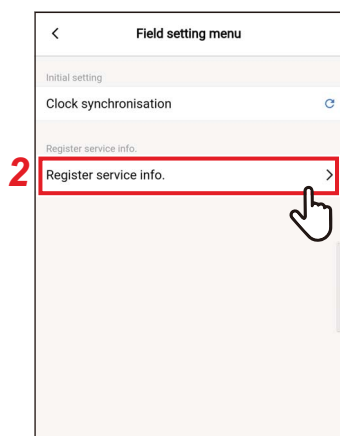 Field setting menu
Initial setting
Clock synchronisation
Register service info.
2
Register service info.